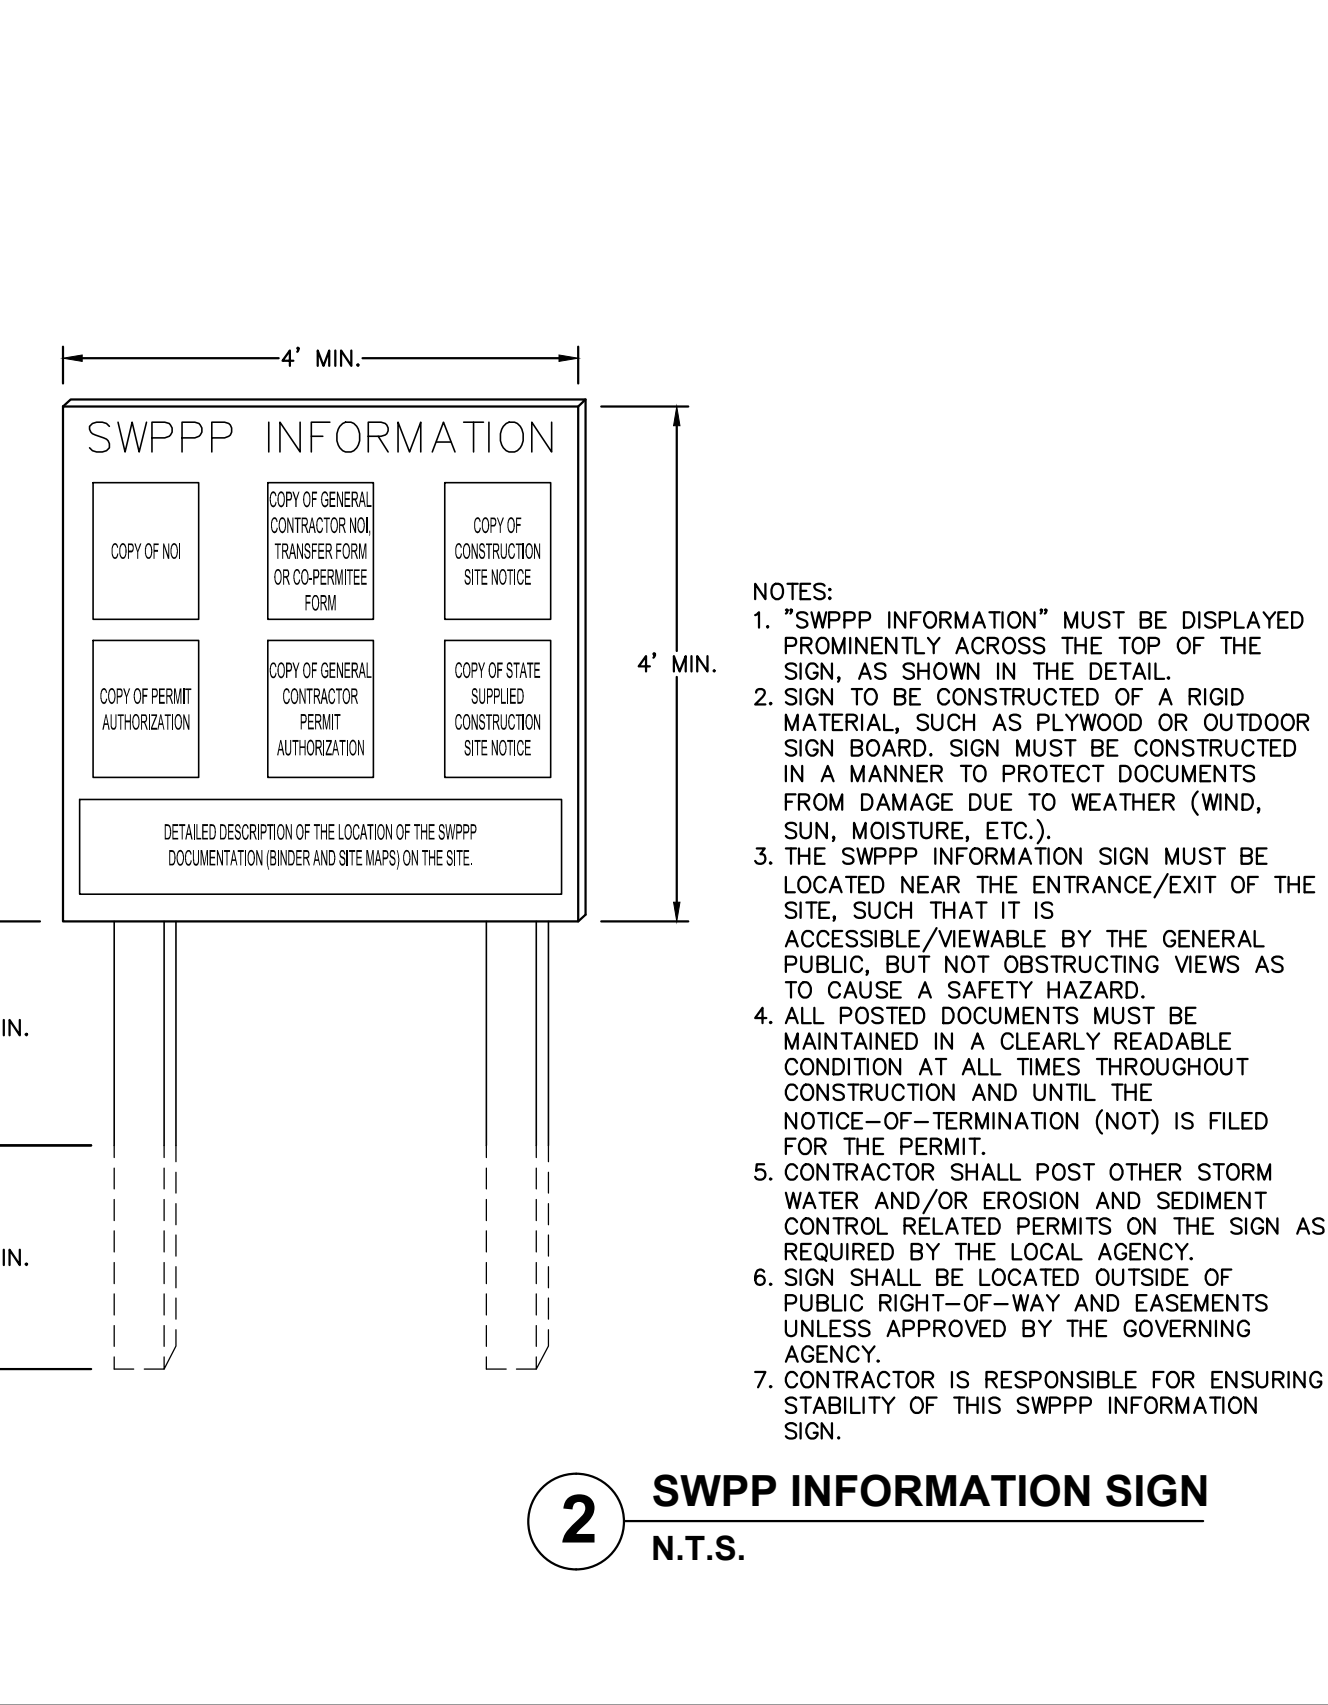 4' MIN.
SWPPP INFORMATION
COPY OF NOI
COPY OF GENERAL
CONTRACTOR NOI,
TRANSFER FORM
OR CO-PERMITEE
FORM
COPY OF
CONSTRUCTION
SITE NOTICE
COPY OF PERMIT
AUTHORIZATION
COPY OF GENERAL
CONTRACTOR
PERMIT
AUTHORIZATION
COPY OF STATE
SUPPLIED
CONSTRUCTION
SITE NOTICE
DETAILED DESCRIPTION OF THE LOCATION OF THE SWPPP
DOCUMENTATION (BINDER AND SITE MAPS) ON THE SITE.
4' MIN.
IN.
IN.
NOTES:
1. "SWPPP INFORMATION" MUST BE DISPLAYED
PROMINENTLY ACROSS THE TOP OF THE
SIGN, AS SHOWN IN THE DETAIL.
2. SIGN TO BE CONSTRUCTED OF A RIGID
MATERIAL, SUCH AS PLYWOOD OR OUTDOOR
SIGN BOARD. SIGN MUST BE CONSTRUCTED
IN A MANNER TO PROTECT DOCUMENTS
FROM DAMAGE DUE TO WEATHER (WIND,
SUN, MOISTURE, ETC.).
3. THE SWPPP INFORMATION SIGN MUST BE
LOCATED NEAR THE ENTRANCE/EXIT OF THE
SITE, SUCH THAT IT IS
ACCESSIBLE/VIEWABLE BY THE GENERAL
PUBLIC, BUT NOT OBSTRUCTING VIEWS AS
TO CAUSE A SAFETY HAZARD.
4. ALL POSTED DOCUMENTS MUST BE
MAINTAINED IN A CLEARLY READABLE
CONDITION AT ALL TIMES THROUGHOUT
CONSTRUCTION AND UNTIL THE
NOTICE-OF-TERMINATION (NOT) IS FILED
FOR THE PERMIT.
5. CONTRACTOR SHALL POST OTHER STORM
WATER AND/OR EROSION AND SEDIMENT
CONTROL RELATED PERMITS ON THE SIGN AS
REQUIRED BY THE LOCAL AGENCY.
6. SIGN SHALL BE LOCATED OUTSIDE OF
PUBLIC RIGHT-OF-WAY AND EASEMENTS
UNLESS APPROVED BY THE GOVERNING
AGENCY.
7. CONTRACTOR IS RESPONSIBLE FOR ENSURING
STABILITY OF THIS SWPPP INFORMATION
SIGN.
2
SWPP INFORMATION SIGN
N.T.S.